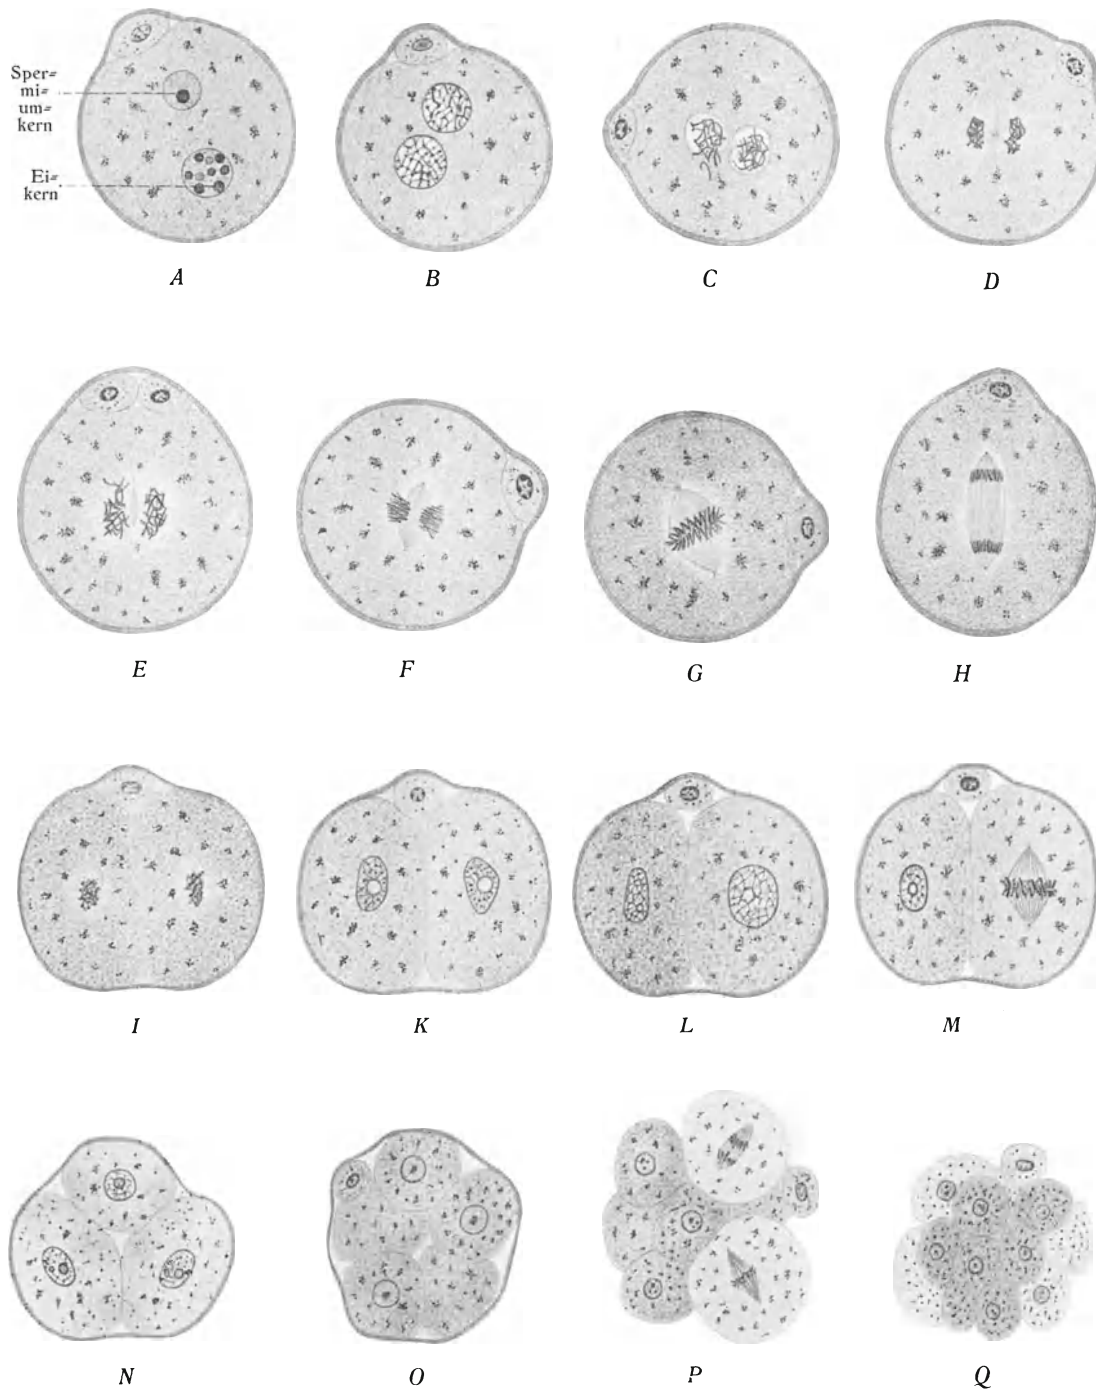 Sper=
mi=
um=
kern
Ei=
kern
A B C D
E F G H
I K L M
N O P Q